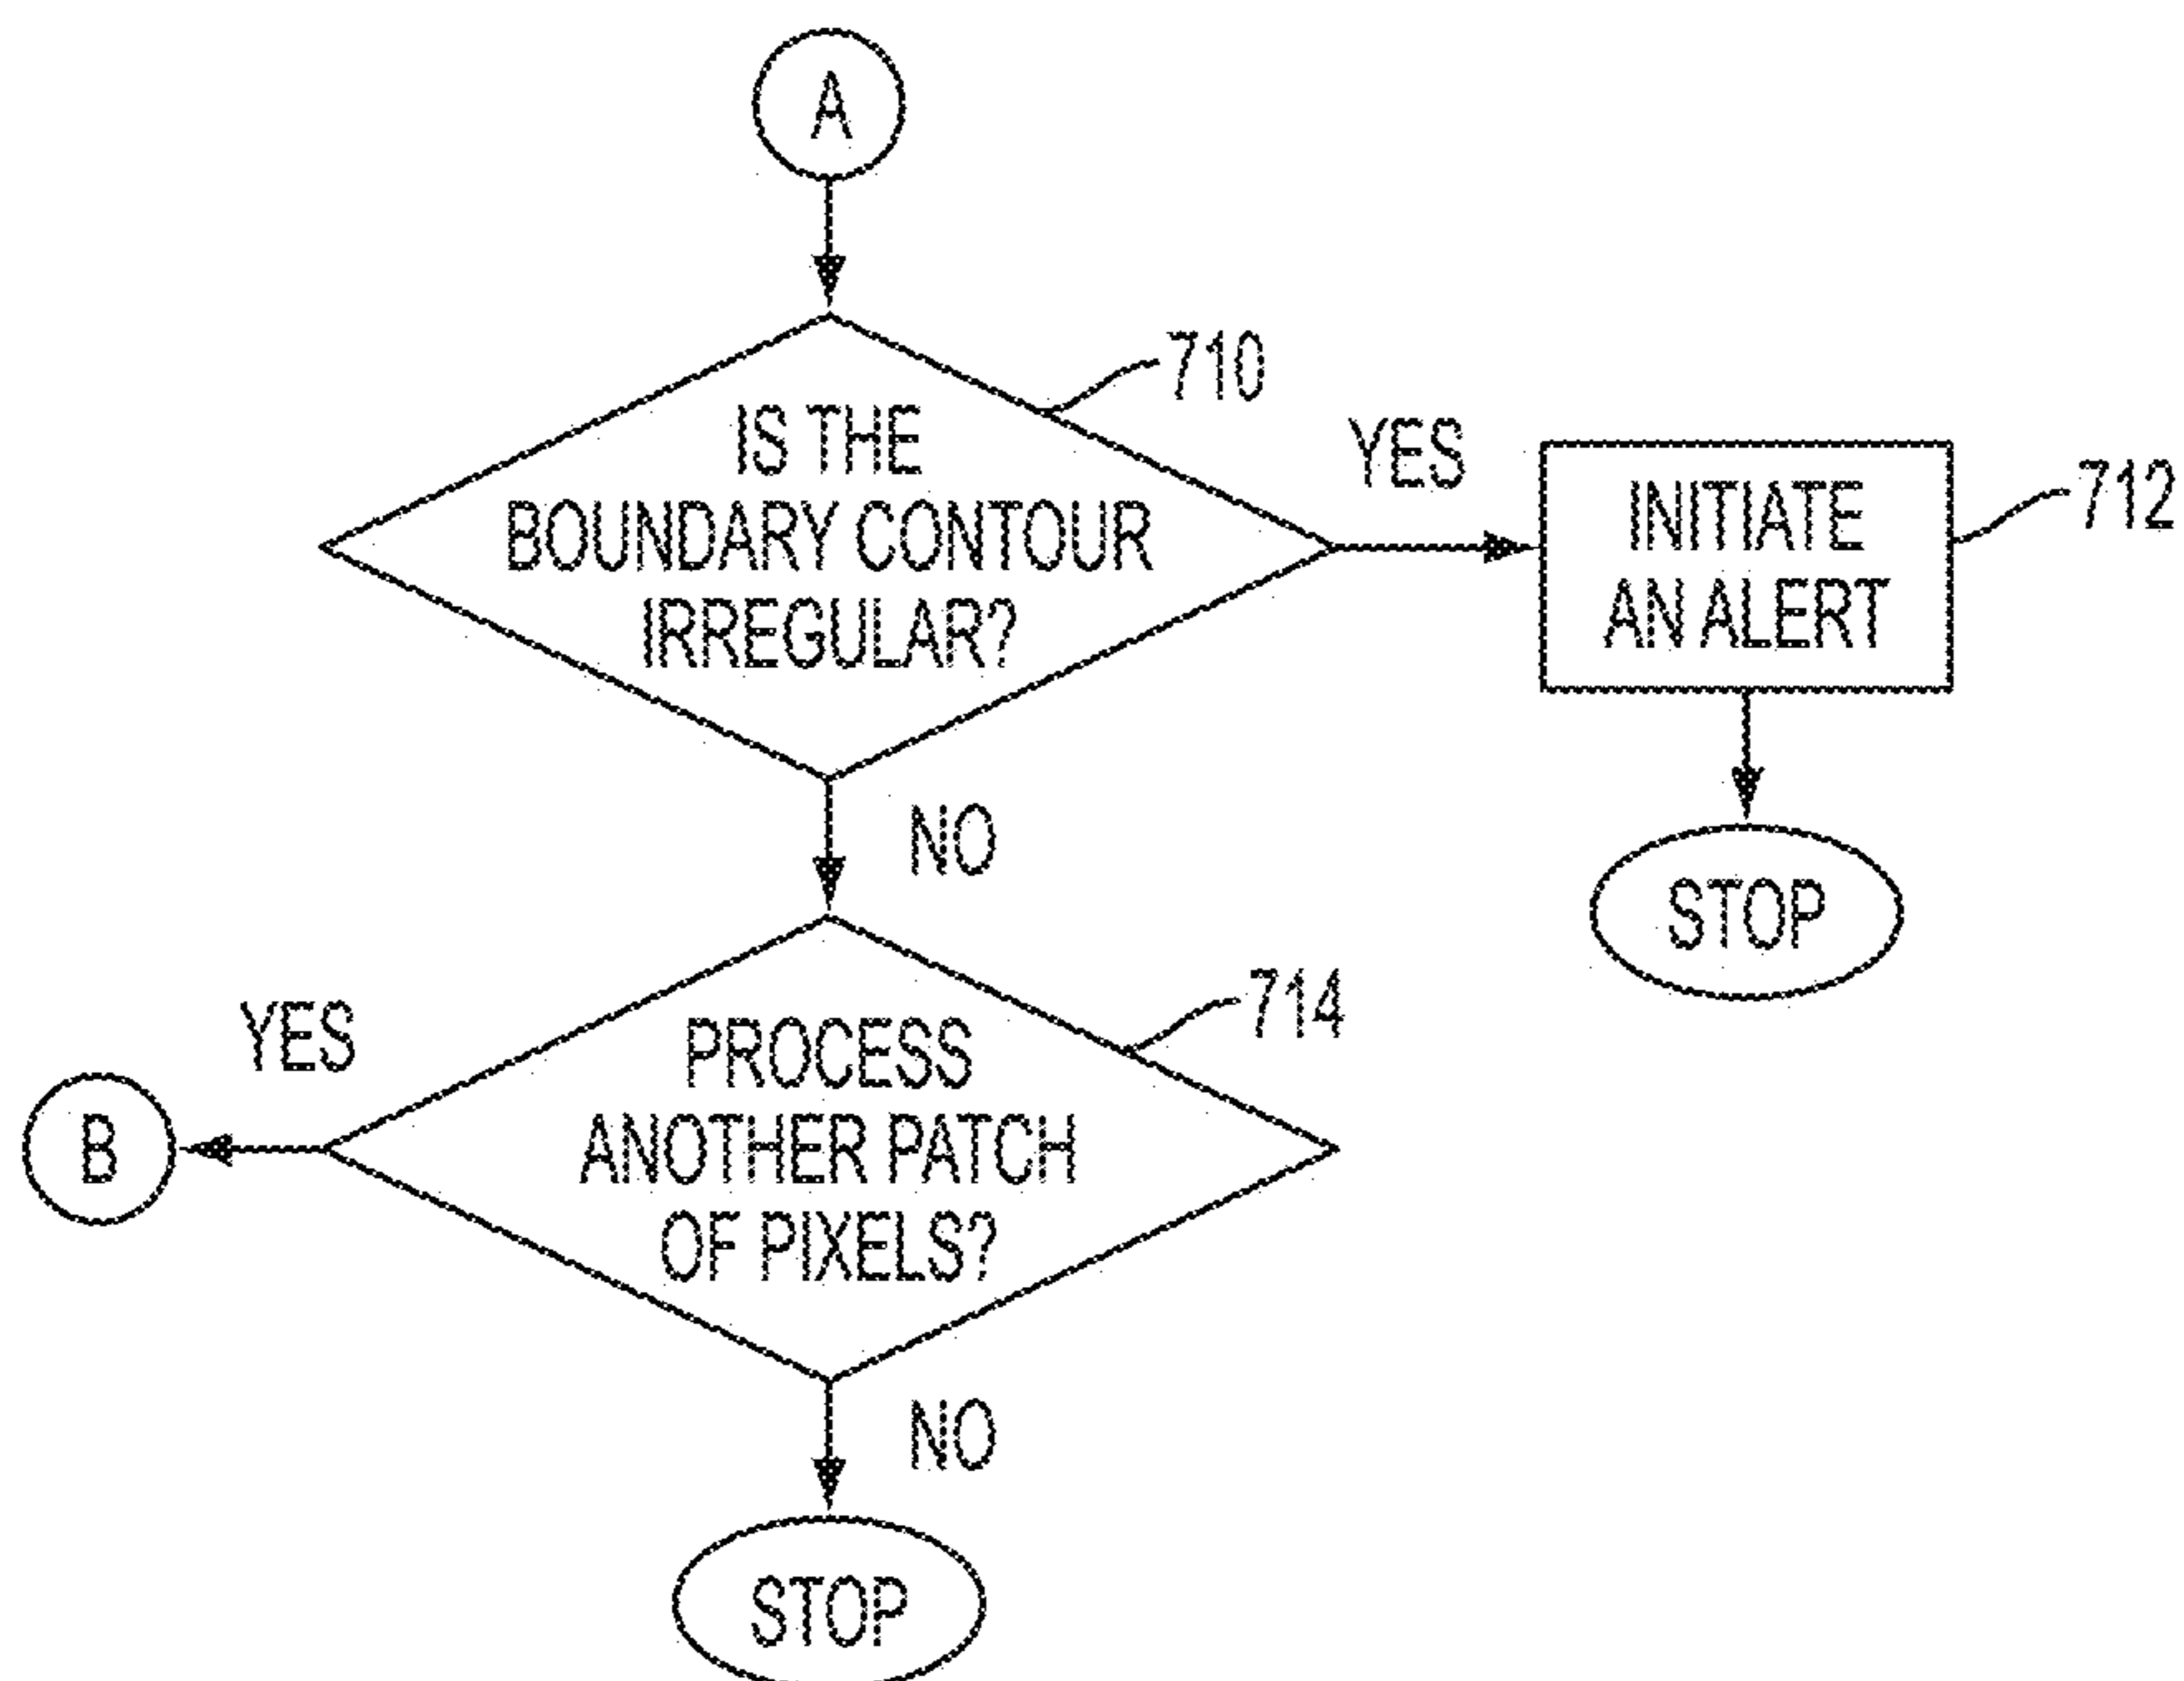 A
710
IS THE
BOUNDARY CONTOUR
IRREGULAR?
YES
INITIATE
AN ALERT
712
STOP
NO
714
YES
PROCESS
ANOTHER PATCH
OF PIXELS?
B
NO
STOP